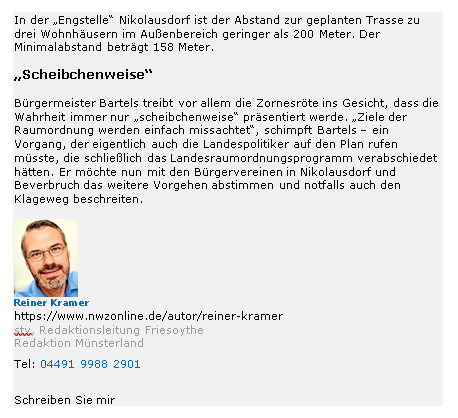 In der „Engstelle“ Nikolausdorf ist der Abstand zur geplanten Trasse zu
drei Wohnhäusern im Außenbereich geringer als 200 Meter. Der
Minimalabstand beträgt 158 Meter.
„Scheibchenweise“
Bürgermeister Bartels treibt vor allem die Zornesröte ins Gesicht, dass die
Wahrheit immer nur „scheibchenweise“ präsentiert werde. „Ziele der
Raumordnung werden einfach missachtet“, schimpft Bartels – ein
Vorgang, der eigentlich auch die Landespolitiker auf den Plan rufen
müsste, die schließlich das Landesraumordnungsprogramm verabschiedet
hätten. Er möchte nun mit den Bürgervereinen in Nikolausdorf und
Beverbruch das weitere Vorgehen abstimmen und notfalls auch den
Klageweg beschreiten.
Reiner Kramer
https://www.nwzonline.de/autor/reiner-kramer
stv. Redaktionsleitung Friesoythe
Redaktion Münsterland
Tel: 04491 9988 2901
Schreiben Sie mir